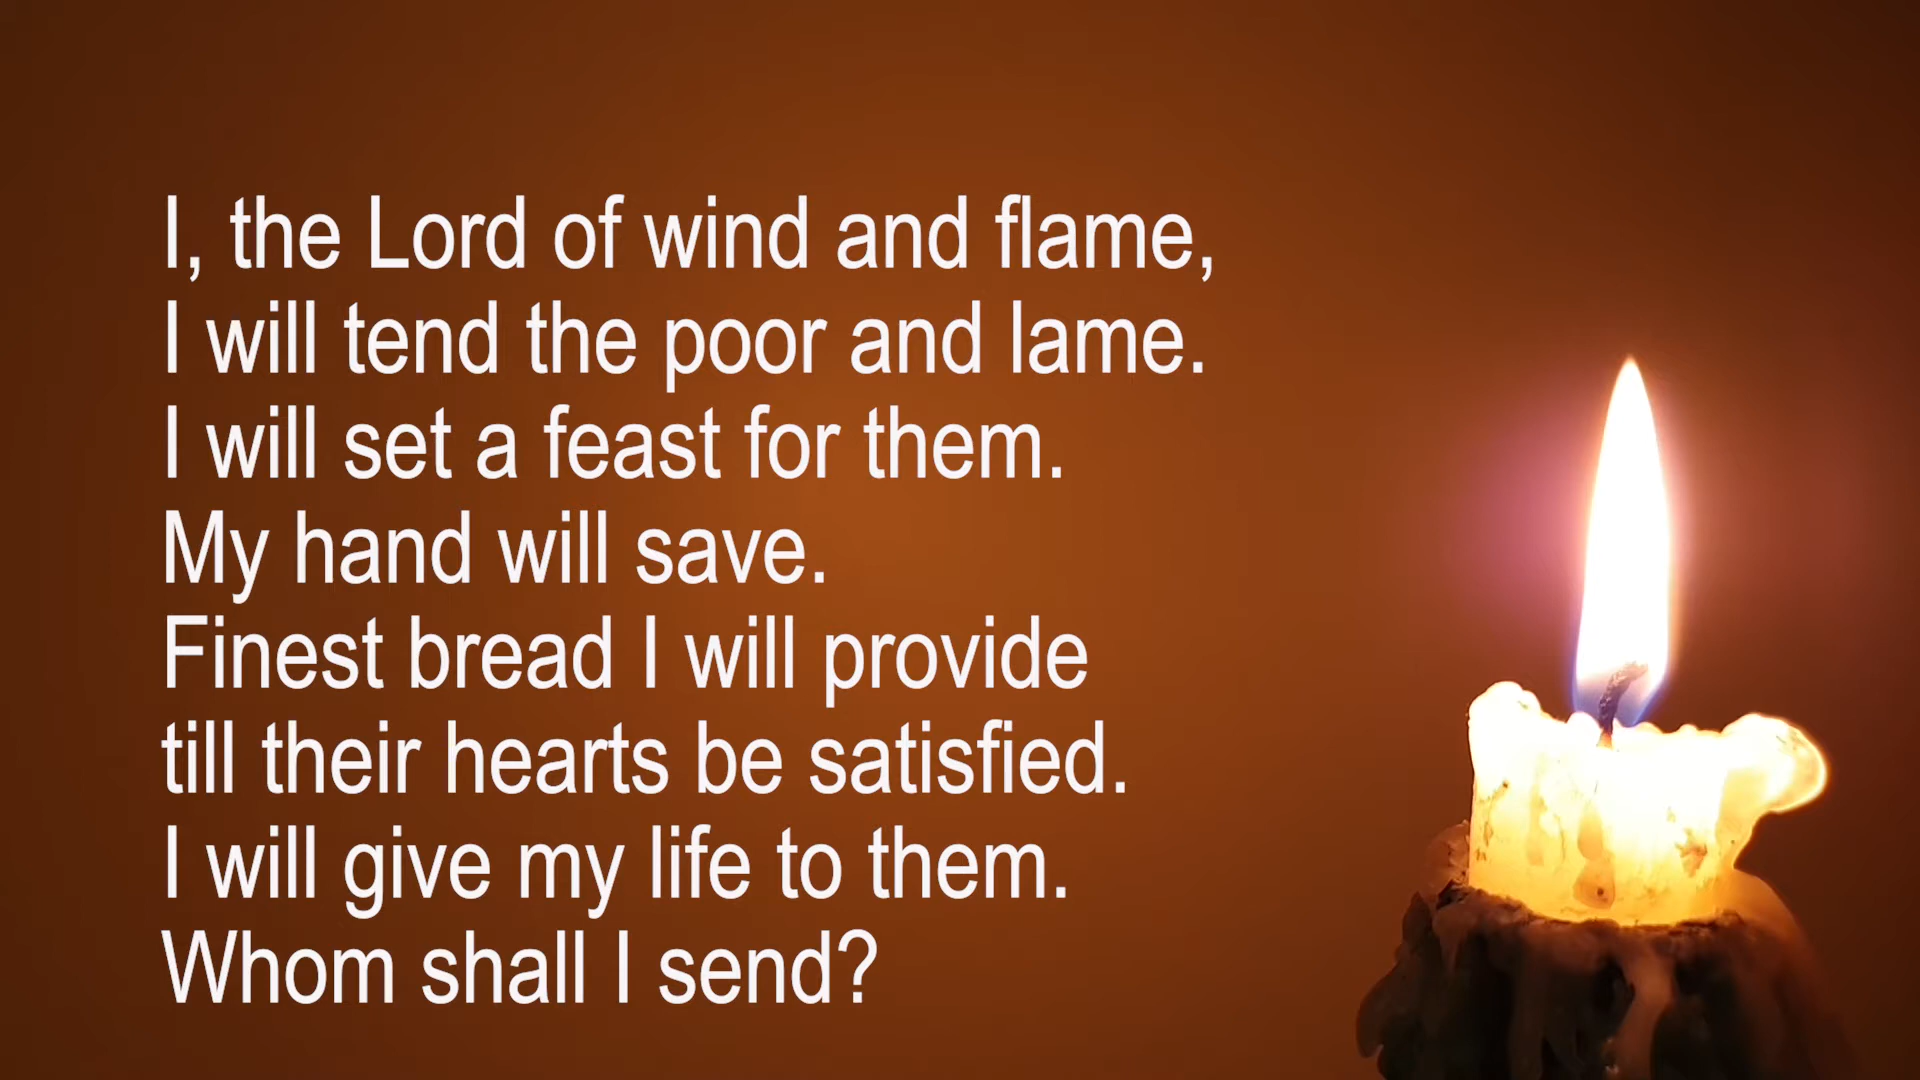 I, the Lord of wind and flame,
I will tend the poor and lame.
I will set a feast for them.
My hand will save.
Finest bread I will provide
till their hearts be satisfied.
I will give my life to them.
Whom shall I send?